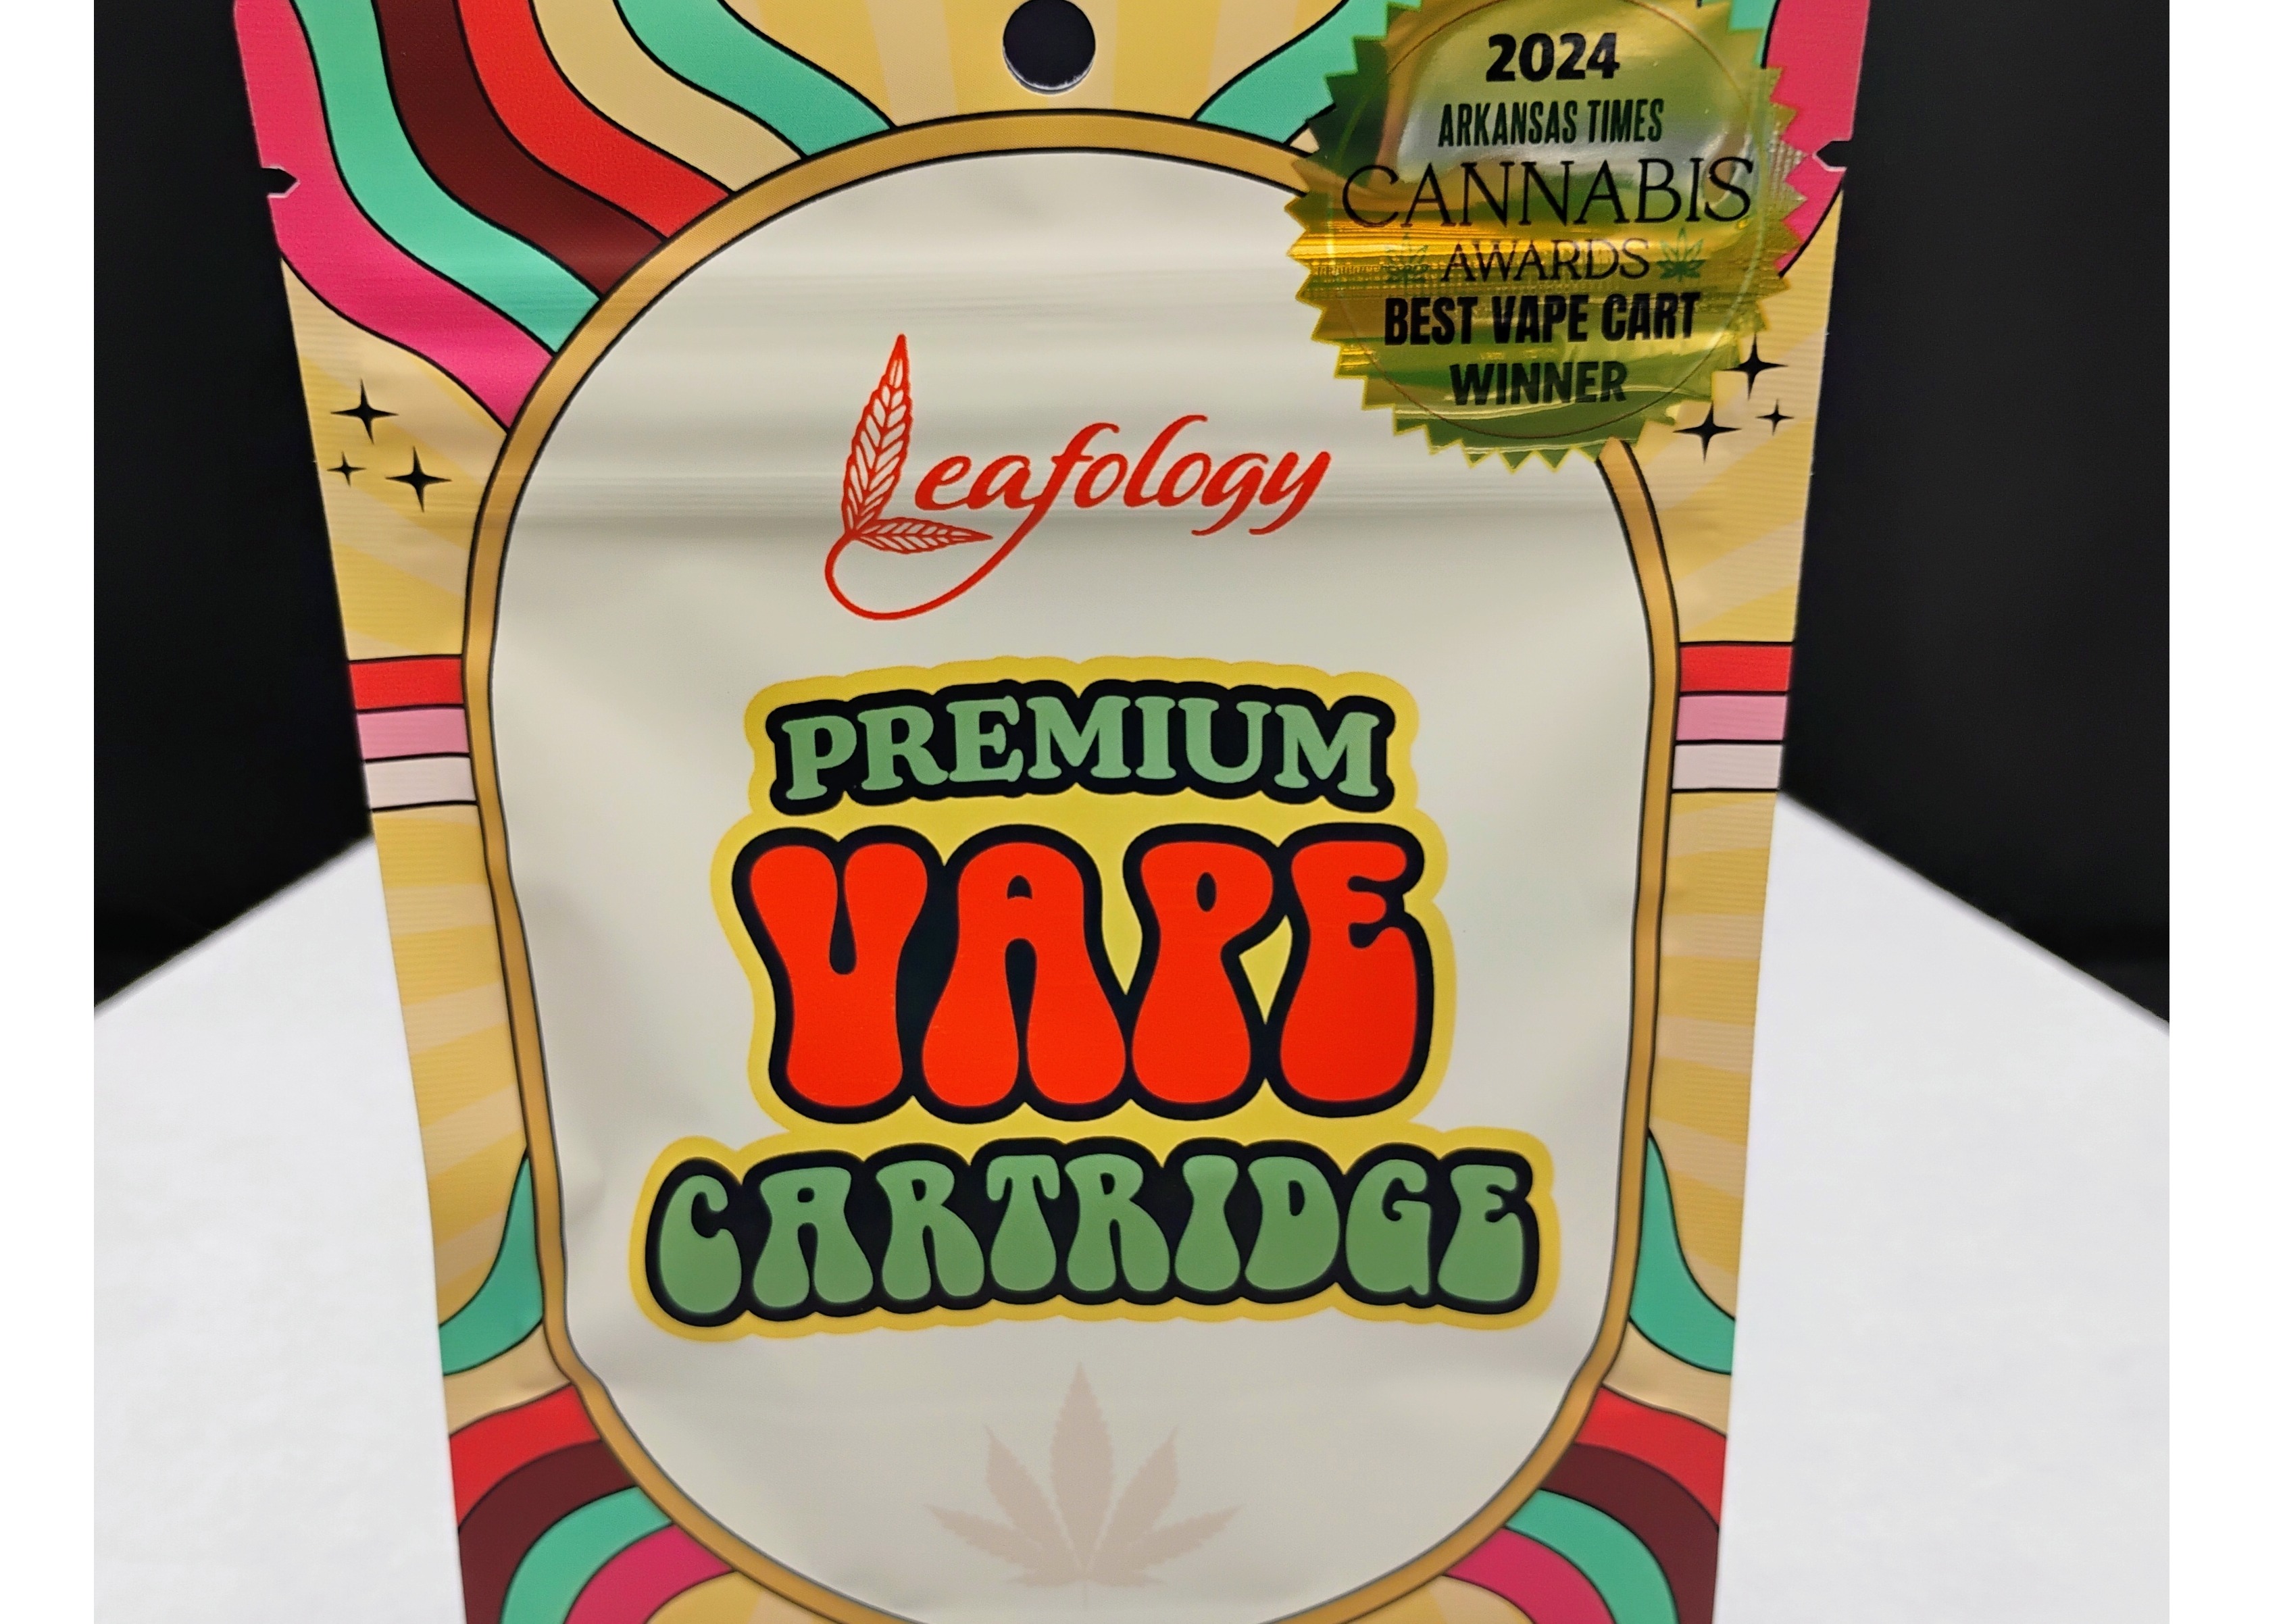 2024
ARKANSAS TIMES
CANNABIS
AWARDS
BEST VAPE CART
WINNER
Leafology
PREMIUM
VAPE
CARTRIDGE